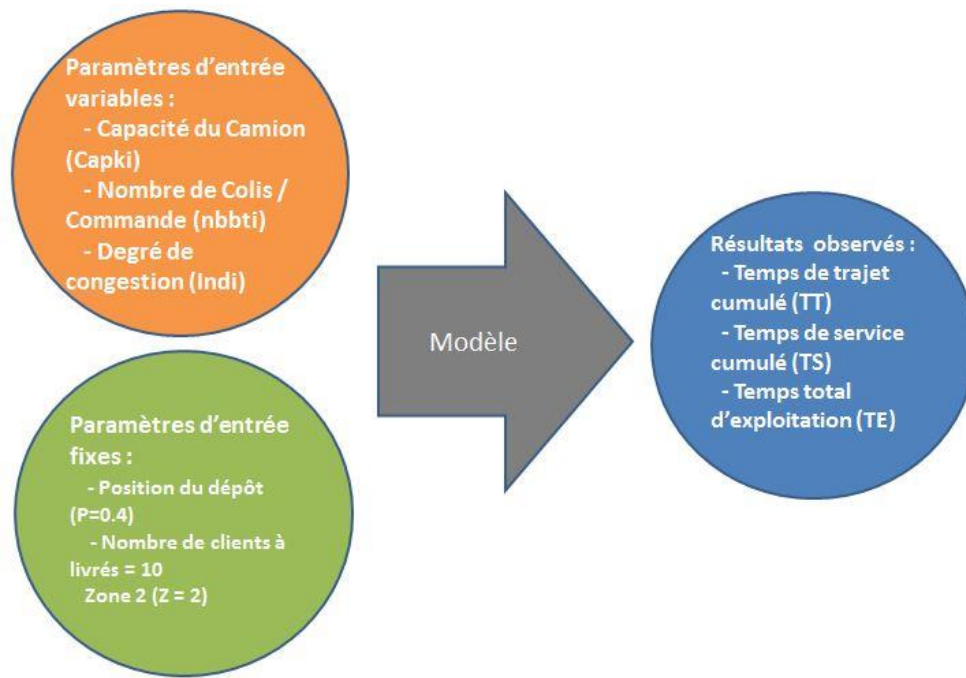 Paramètres d'entrée
variables :
- Capacité du Camion
(Capki)
- Nombre de Colis /
Commande (nbbti)
- Degré de
congestion (Indi)
Paramètres d'entrée
fixes :
- Position du dépôt
(P=0.4)
- Nombre de clients à
livrés = 10
Zone 2 (Z = 2)
Modèle
Résultats observés :
- Temps de trajet
cumulé (TT)
- Temps de service
cumulé (TS)
- Temps total
d'exploitation (TE)